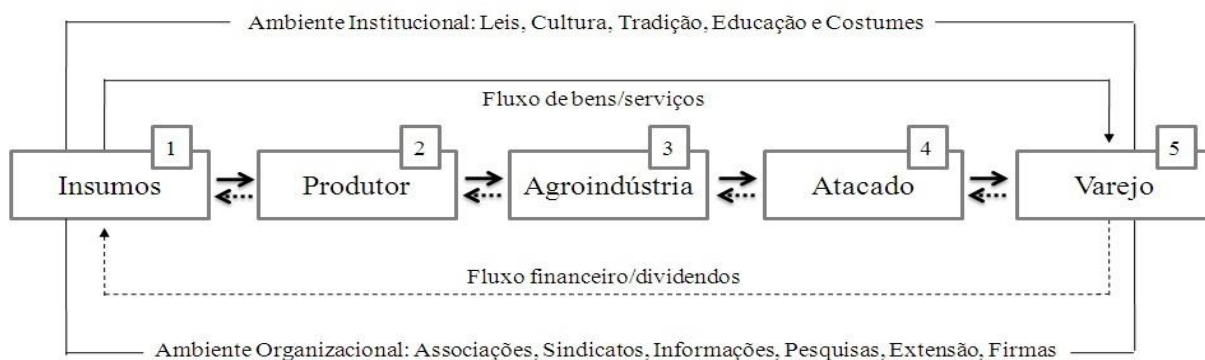 Ambiente Institucional: Leis, Cultura, Tradição, Educação e Costumes
Fluxo de bens/serviços
1
2
3
4
5
Insumos
Produtor
Agroindústria
Atacado
Varejo
Fluxo financeiro/dividendos
Ambiente Organizacional: Associações, Sindicatos, Informações, Pesquisas, Extensão, Firmas